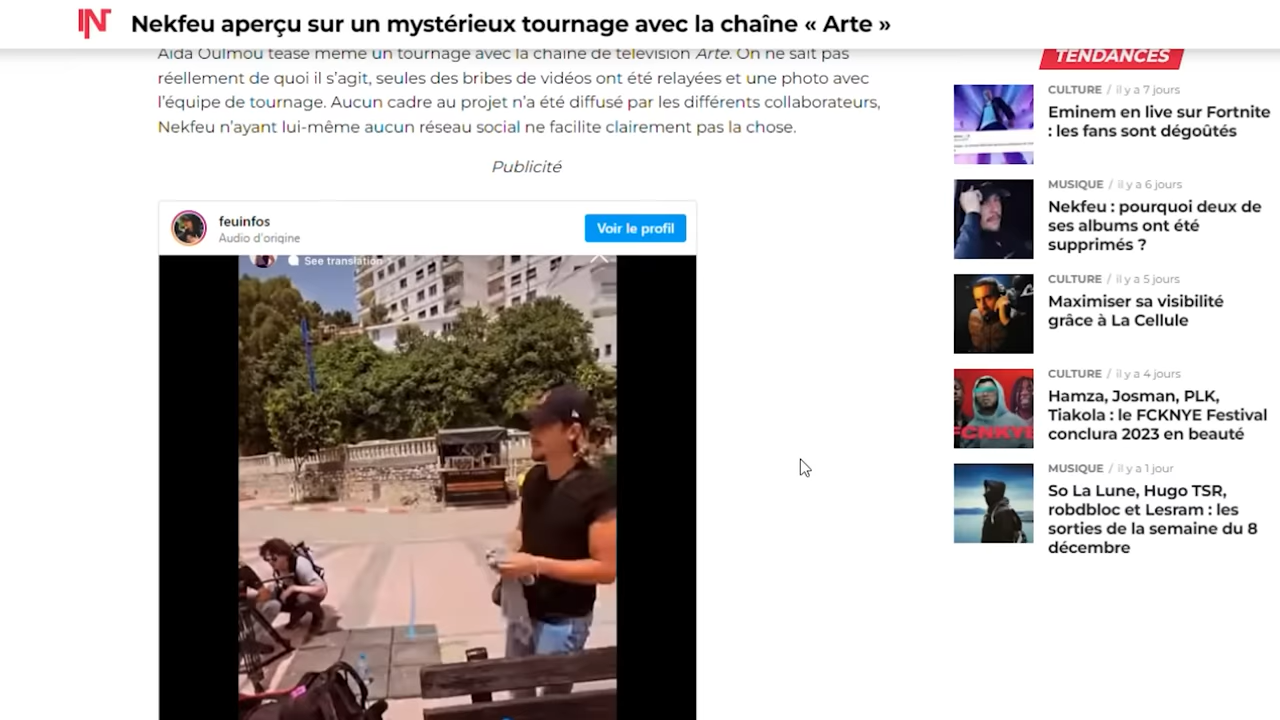 Nekfeu aperçu sur un mystérieux tournage avec la chaîne « Arte »
Aïda Oulmou tease même un tournage avec la chaîne de télévision Arte. On ne sait pas
réellement de quoi il s'agit, seules des bribes de vidéos ont été relayées et une photo avec
l'équipe de tournage. Aucun cadre au projet n'a été diffusé par les différents collaborateurs,
Nekfeu n'ayant lui-même aucun réseau social ne facilite clairement pas la chose.
Publicité
feuinfos
Audio d'origine
Voir le profil
See translation
TENDANCES
CULTURE / il y a 7 jours
Eminem en live sur Fortnite
: les fans sont dégoûtés
MUSIQUE / il y a 6 jours
Nekfeu : pourquoi deux de
ses albums ont été
supprimés ?
CULTURE / il y a 5 jours
Maximiser sa visibilité
grâce à La Cellule
CULTURE / il y a 4 jours
Hamza, Josman, PLK,
Tiakola : le FCKNYE Festival
conclura 2023 en beauté
MUSIQUE / il y a 1 jour
So La Lune, Hugo TSR,
robdbloc et Lesram : les
sorties de la semaine du 8
décembre